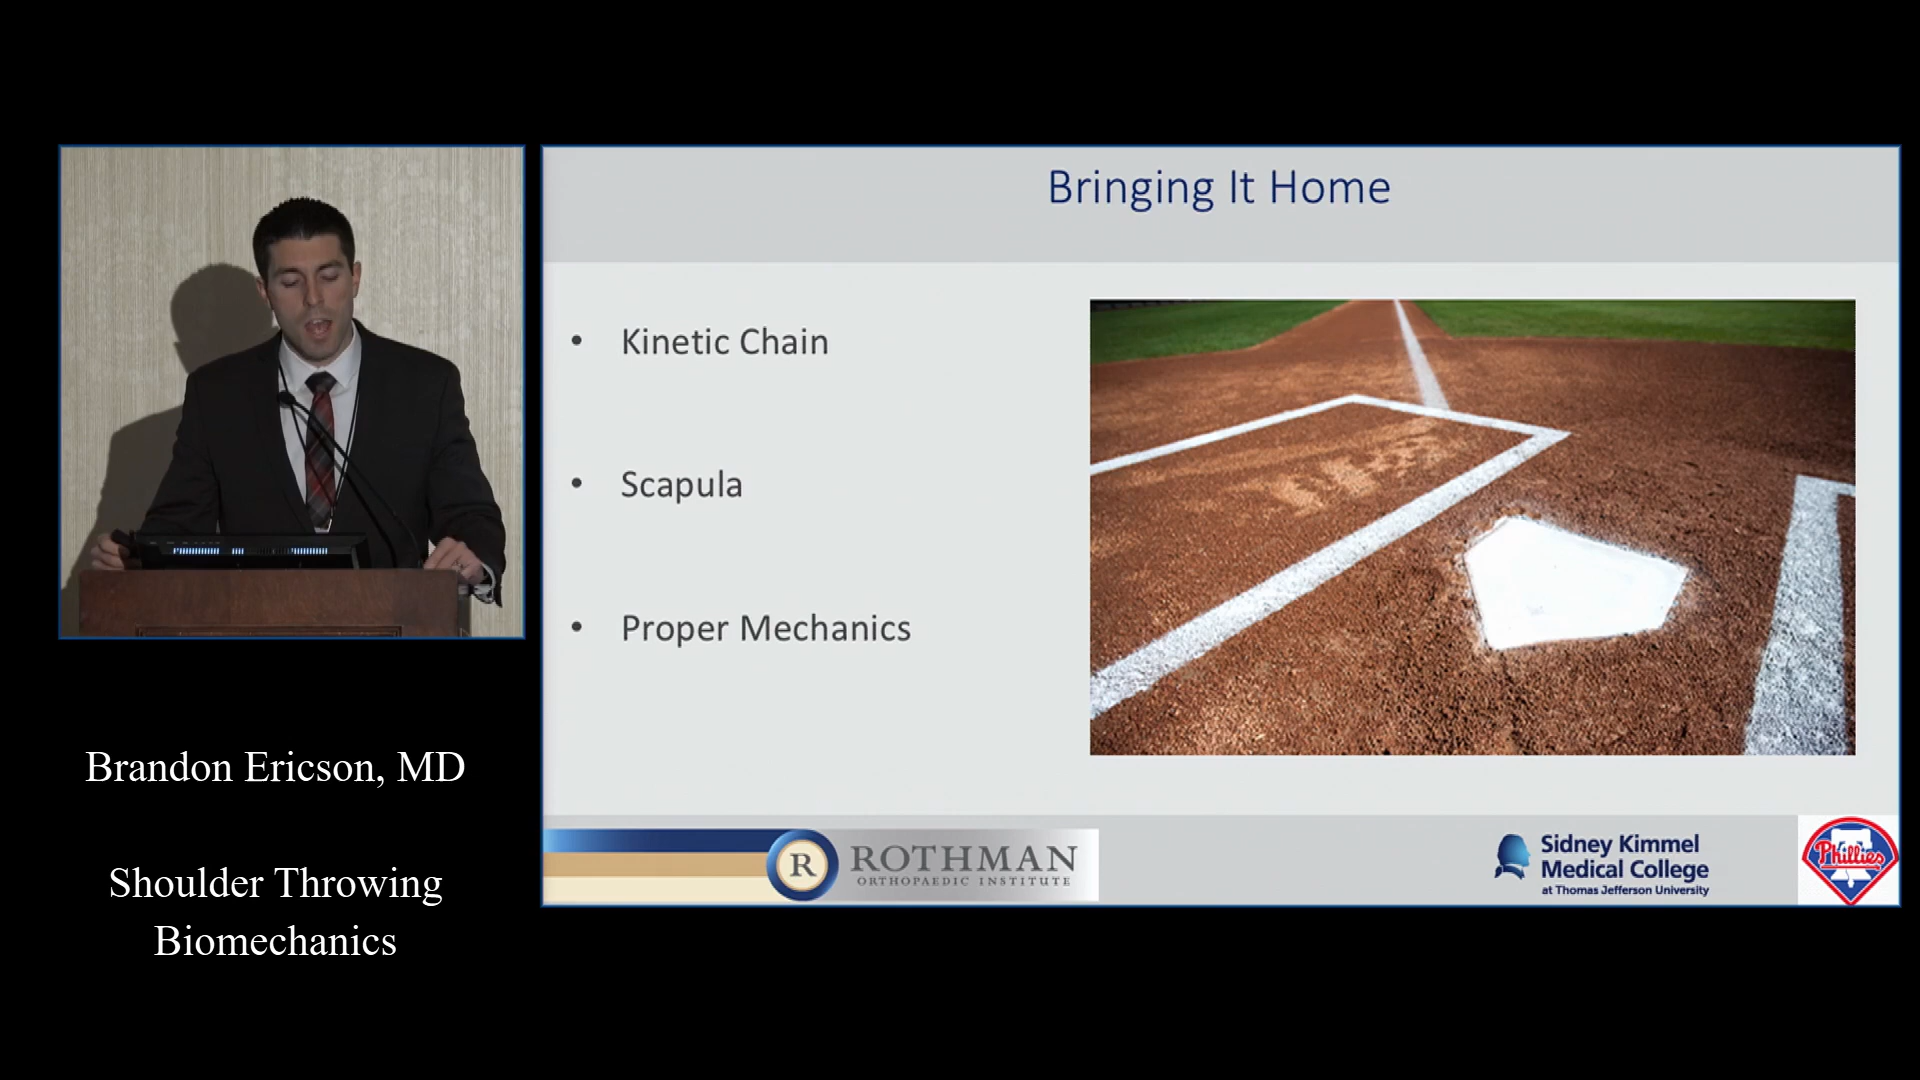 Bringing It Home
• Kinetic Chain
• Scapula
• Proper Mechanics
Brandon Ericson, MD
Shoulder Throwing
Biomechanics
R
ROTHMAN
ORTHOPAEDIC INSTITUTE
Sidney Kimmel
Medical College
at Thomas Jefferson University
Phillies